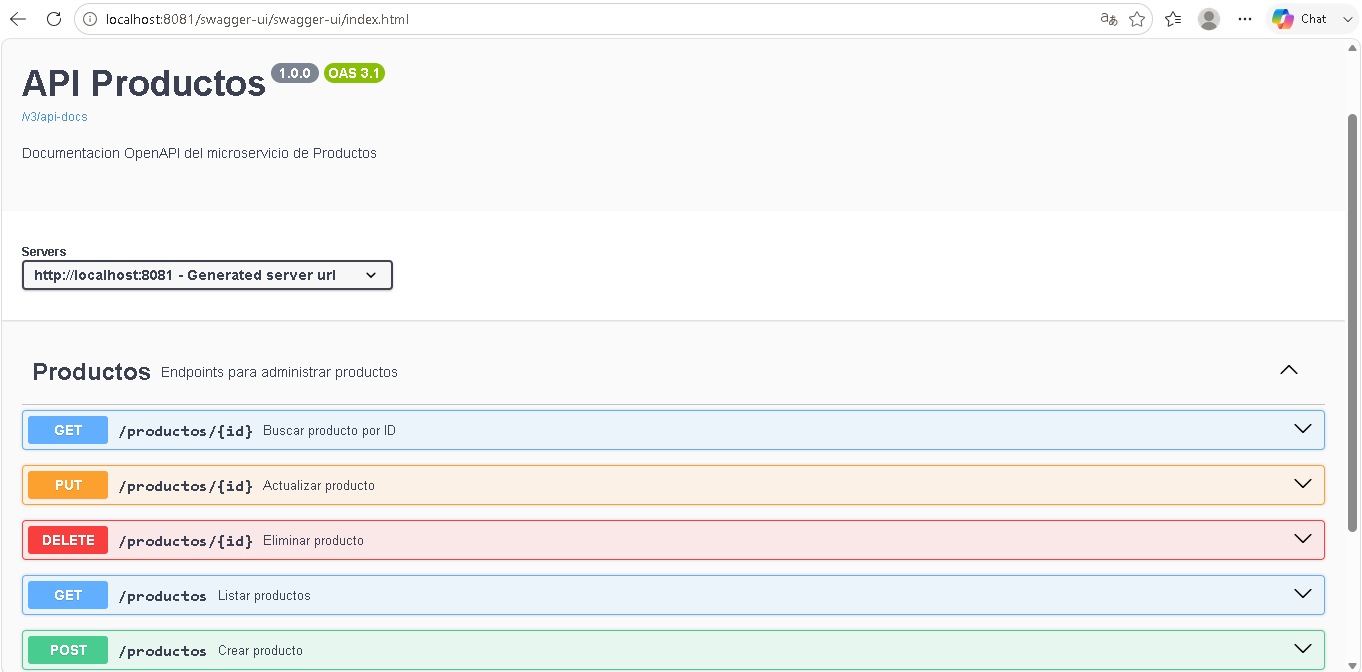 localhost:8081/swagger-ui/swagger-ui/index.html
Chat
API Productos 1.0.0 OAS 3.1
/v3/api-docs
Documentacion OpenAPI del microservicio de Productos
Servers
http://localhost:8081 - Generated server url
Productos Endpoints para administrar productos
GET /productos/{id} Buscar producto por ID
PUT /productos/{id} Actualizar producto
DELETE /productos/{id} Eliminar producto
GET /productos Listar productos
POST /productos Crear producto